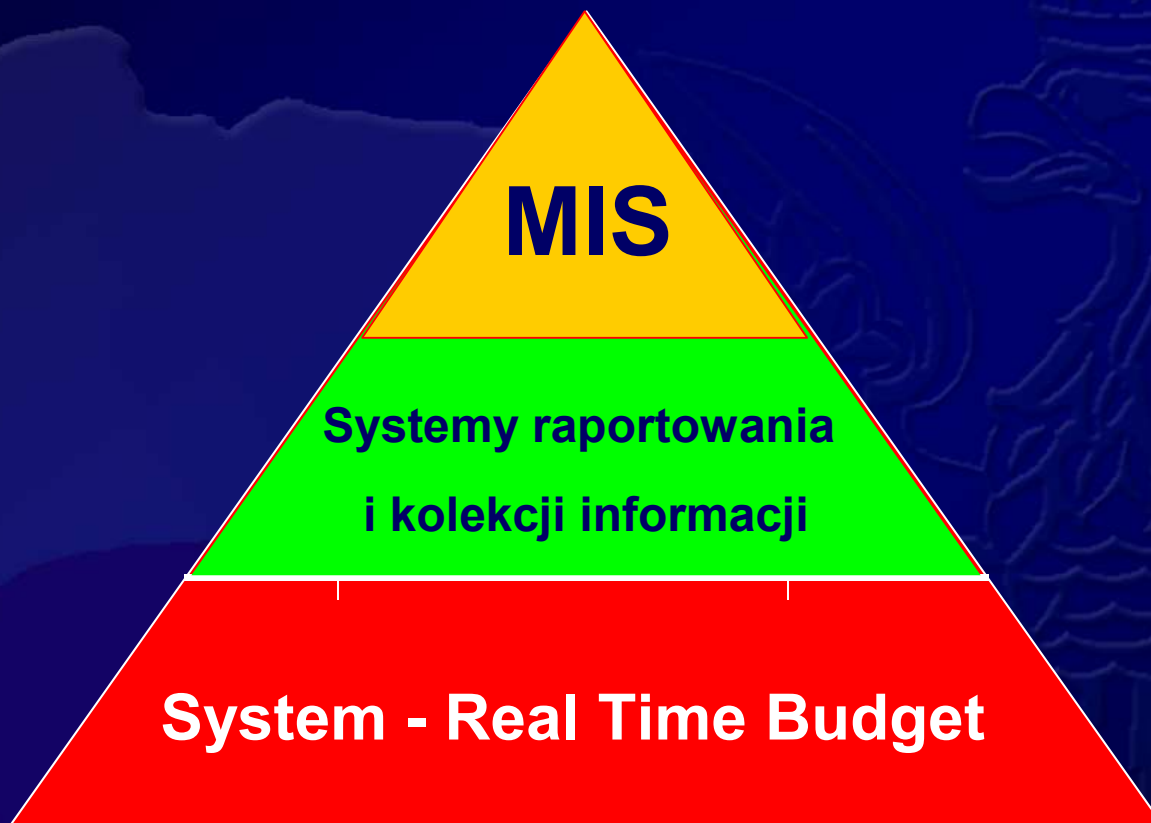 MIS
Systemy raportowania
i kolekcji informacji
System - Real Time Budget